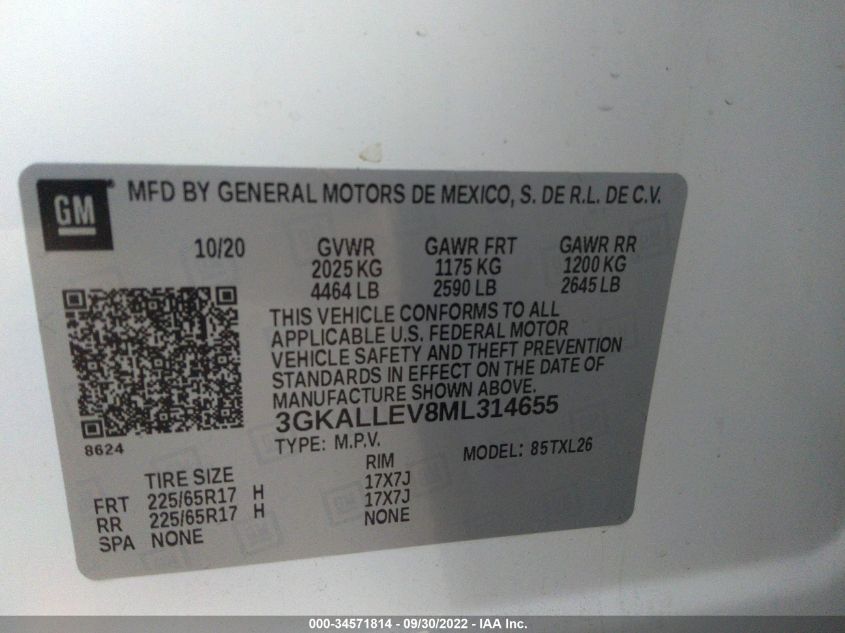 GM
MFD BY GENERAL MOTORS DE MEXICO, S. DE R.L. DE C.V.
10/20 GVWR GAWR FRT GAWR RR
2025 KG 1175 KG 1200 KG
4464 LB 2590 LB 2645 LB
THIS VEHICLE CONFORMS TO ALL
APPLICABLE U.S. FEDERAL MOTOR
VEHICLE SAFETY AND THEFT PREVENTION
STANDARDS IN EFFECT ON THE DATE OF
MANUFACTURE SHOWN ABOVE.
3GKALLEV8ML314655
8624
TYPE: M.P.V. MODEL: 85TXL26
TIRE SIZE RIM
FRT 225/65R17 H 17X7J
RR 225/65R17 H 17X7J
SPA NONE NONE
000-34571814 - 09/30/2022 - IAA Inc.